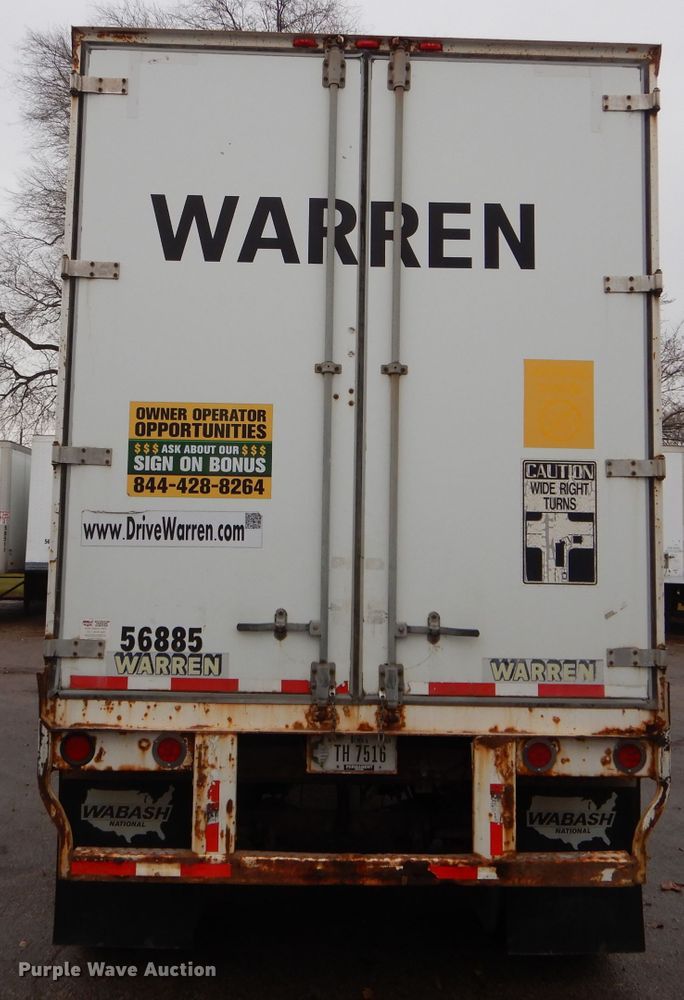 WARREN
OWNER OPERATOR
OPPORTUNITIES
$ $ $ ASK ABOUT OUR $ $ $
SIGN ON BONUS
844-428-8264
www.DriveWarren.com
CAUTION
WIDE RIGHT
TURNS
56885
WARREN
WARREN
TH 7516
PERMANENT
WABASH
NATIONAL
WABASH
NATIONAL
Purple Wave Auction